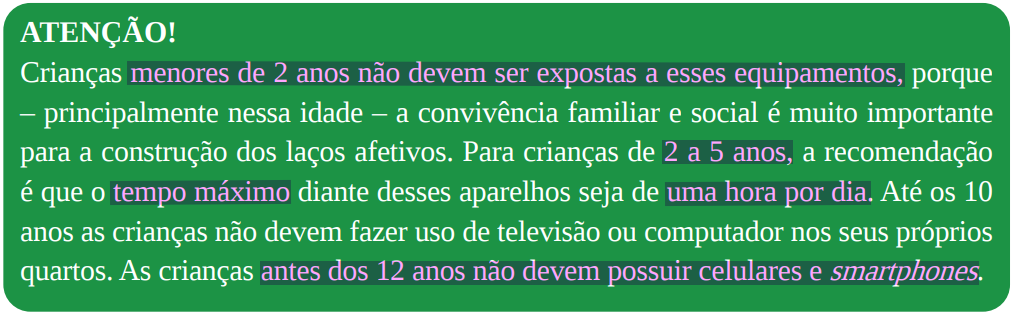 ATENÇÃO!
Crianças menores de 2 anos não devem ser expostas a esses equipamentos, porque
– principalmente nessa idade – a convivência familiar e social é muito importante
para a construção dos laços afetivos. Para crianças de 2 a 5 anos, a recomendação
é que o tempo máximo diante desses aparelhos seja de uma hora por dia. Até os 10
anos as crianças não devem fazer uso de televisão ou computador nos seus próprios
quartos. As crianças antes dos 12 anos não devem possuir celulares e smartphones.